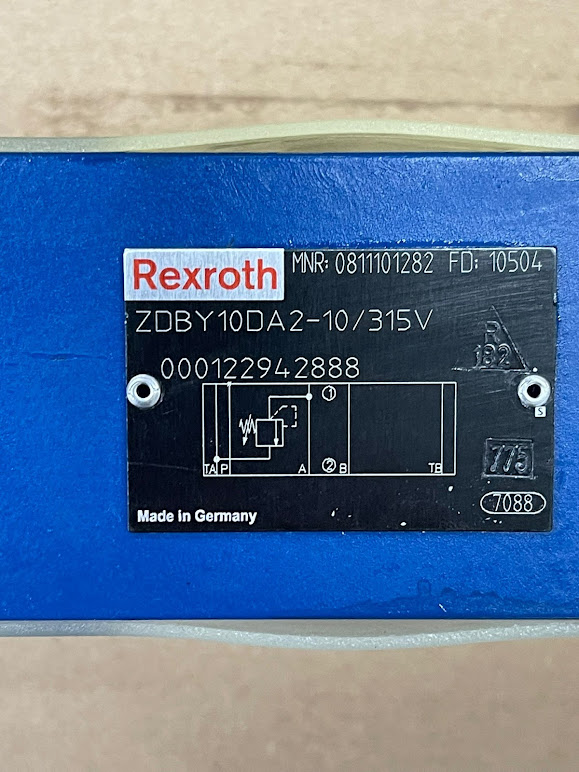 Rexroth MNR: 0811101282 FD: 10504
ZDBY10DA2-10/315V
R
182
000122942888
1
S
TA P A 2 B TB
775
7088
Made in Germany